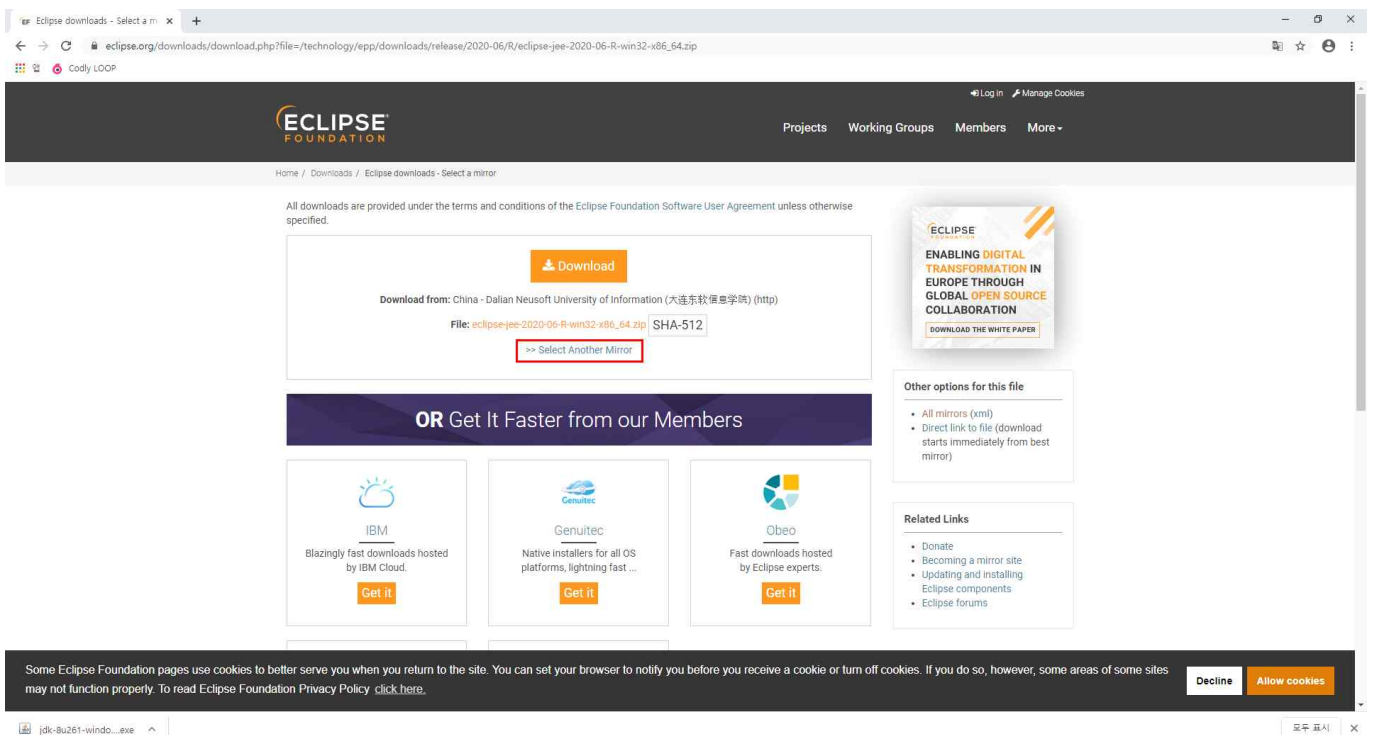 Eclipse downloads - Select a m
eclipse.org/downloads/download.php?file=/technology/epp/downloads/release/2020-06/R/eclipse-jee-2020-06-R-win32-x86_64.zip
앱 Codly LOOP
Log in Manage Cookies
ECLIPSE
FOUNDATION
Projects Working Groups Members More
Home / Downloads / Eclipse downloads - Select a mirror
All downloads are provided under the terms and conditions of the Eclipse Foundation Software User Agreement unless otherwise
specified.
Download
Download from: China - Dalian Neusoft University of Information (大连东软信息学院) (http)
File: eclipse-jee-2020-06-R-win32-x86_64.zip SHA-512
>> Select Another Mirror
OR Get It Faster from our Members
IBM
Blazingly fast downloads hosted
by IBM Cloud.
Get it
Genuitec
Genuitec
Native installers for all OS
platforms, lightning fast ...
Get it
Obeo
Fast downloads hosted
by Eclipse experts.
Get it
ECLIPSE
FOUNDATION
ENABLING DIGITAL
TRANSFORMATION IN
EUROPE THROUGH
GLOBAL OPEN SOURCE
COLLABORATION
DOWNLOAD THE WHITE PAPER
Other options for this file
• All mirrors (xml)
• Direct link to file (download
starts immediately from best
mirror)
Related Links
• Donate
• Becoming a mirror site
• Updating and installing
Eclipse components
• Eclipse forums
Some Eclipse Foundation pages use cookies to better serve you when you return to the site. You can set your browser to notify you before you receive a cookie or turn off cookies. If you do so, however, some areas of some sites
may not function properly. To read Eclipse Foundation Privacy Policy click here.
Decline
Allow cookies
jdk-8u261-windo....exe
모두 표시